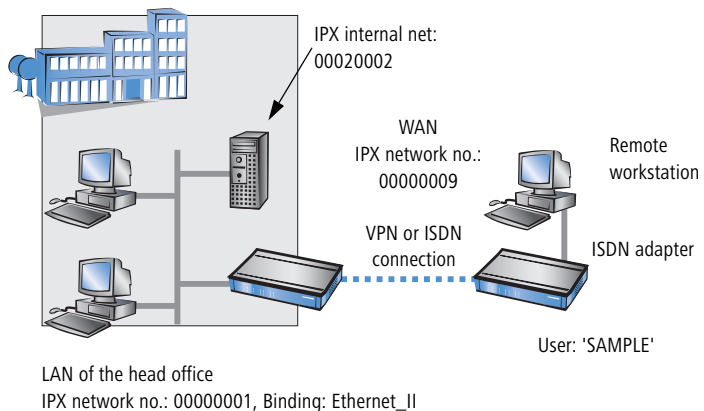 IPX internal net:
00020002
WAN
IPX network no.:
00000009
Remote
workstation
VPN or ISDN
connection
ISDN adapter
User: 'SAMPLE'
LAN of the head office
IPX network no.: 00000001, Binding: Ethernet_II